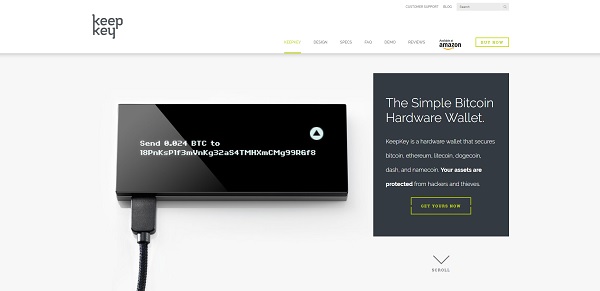 CUSTOMER SUPPORT BLOG Search
keep
key
KEEPKEY DESIGN SPECS FAQ DEMO REVIEWS Available at amazon BUY NOW
Send 0.024 BTC to
18PnKsPlf3mVnKg32aS4TMHXmCMg99R6f8
The Simple Bitcoin
Hardware Wallet.
KeepKey is a hardware wallet that secures
bitcoin, ethereum, litecoin, dogecoin,
dash, and namecoin. Your assets are
protected from hackers and thieves.
GET YOURS NOW
SCROLL